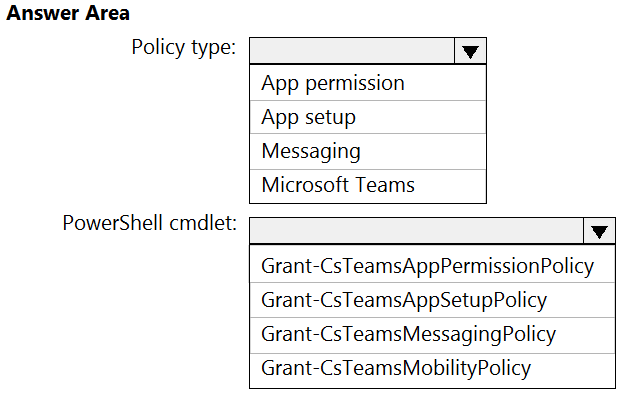 Answer Area
Policy type:
App permission
App setup
Messaging
Microsoft Teams
PowerShell cmdlet:
Grant-CsTeamsAppPermissionPolicy
Grant-CsTeamsAppSetupPolicy
Grant-CsTeamsMessagingPolicy
Grant-CsTeamsMobilityPolicy